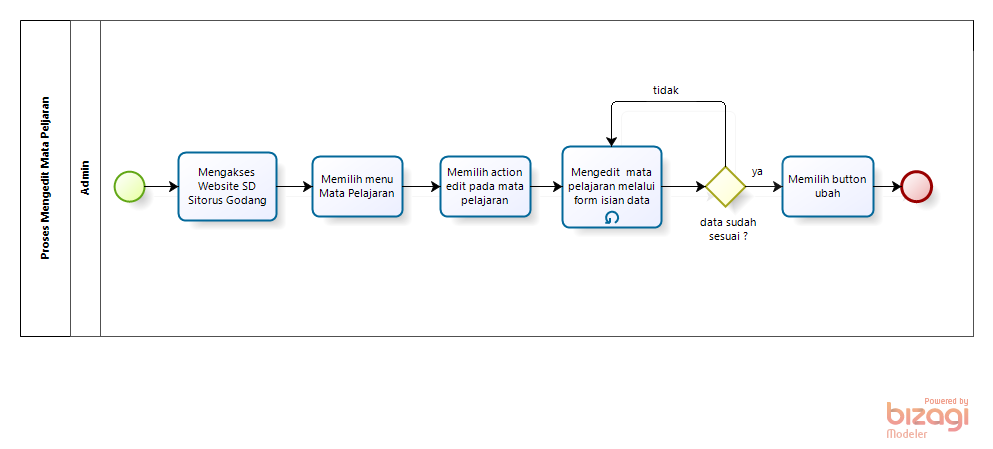 Proses Mengedit Mata Peljaran
Admin
Mengakses
Website SD
Sitorus Godang
Memilih menu
Mata Pelajaran
Memilih action
edit pada mata
pelajaran
Mengedit mata
pelajaran melalui
form isian data
tidak
data sudah
sesuai ?
ya
Memilih button
ubah
Powered by
bizagi
Modeler